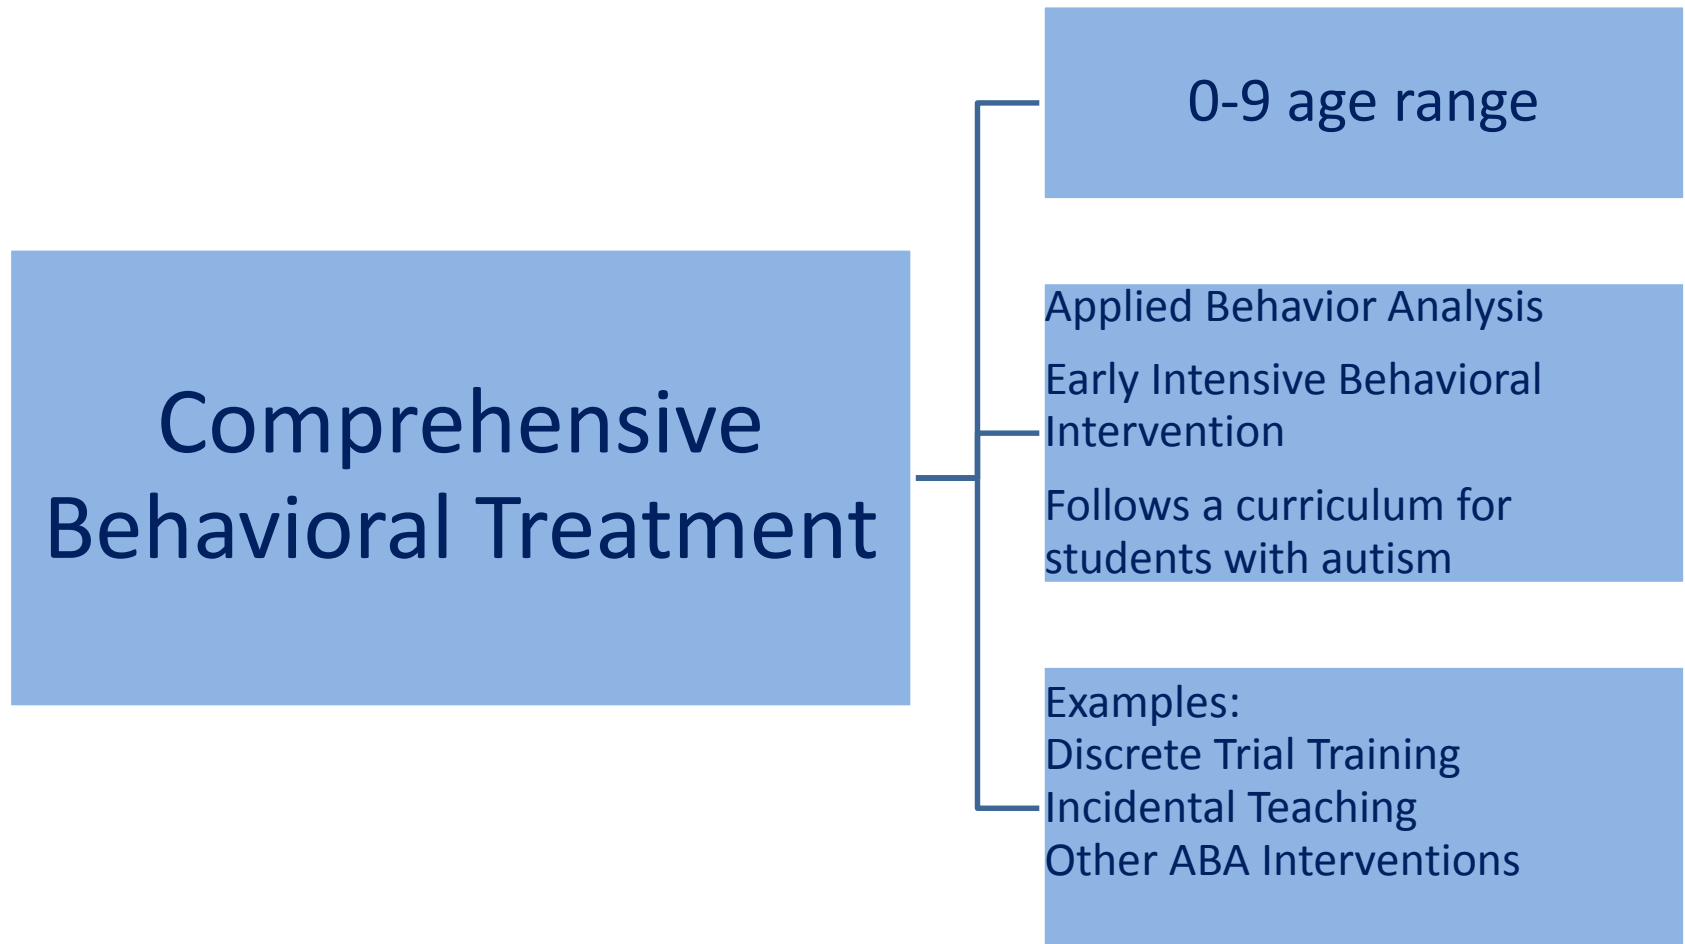 Comprehensive
Behavioral Treatment
0-9 age range
Applied Behavior Analysis
Early Intensive Behavioral
Intervention
Follows a curriculum for
students with autism
Examples:
Discrete Trial Training
Incidental Teaching
Other ABA Interventions